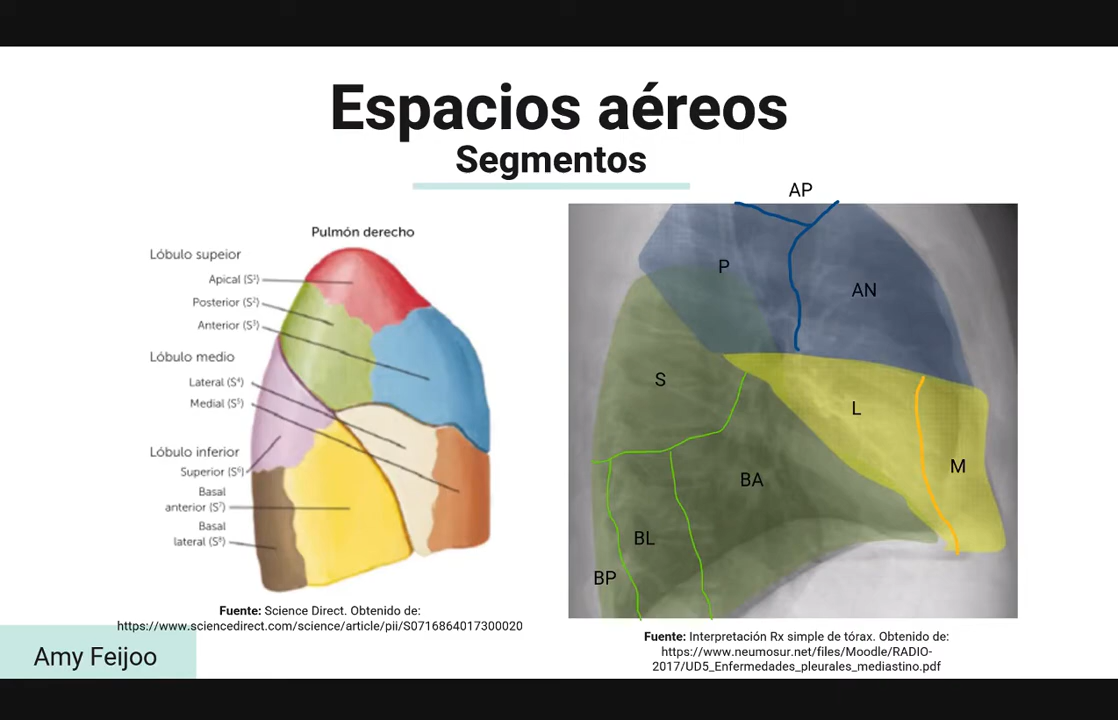 Espacios aéreos
Segmentos
Pulmón derecho
Lóbulo supeior
Apical (S¹)
Posterior (S²)
Anterior (S³)
Lóbulo medio
Lateral (S⁴)
Medial (S⁵)
Lóbulo inferior
Superior (S⁶)
Basal
anterior (S⁷)
Basal
lateral (S⁸)
Fuente: Science Direct. Obtenido de:
https://www.sciencedirect.com/science/article/pii/S0716864017300020
Amy Feijoo
AP
P
AN
S
L
M
BA
BL
BP
Fuente: Interpretación Rx simple de tórax. Obtenido de:
https://www.neumosur.net/files/Moodle/RADIO-
2017/UD5_Enfermedades_pleurales_mediastino.pdf